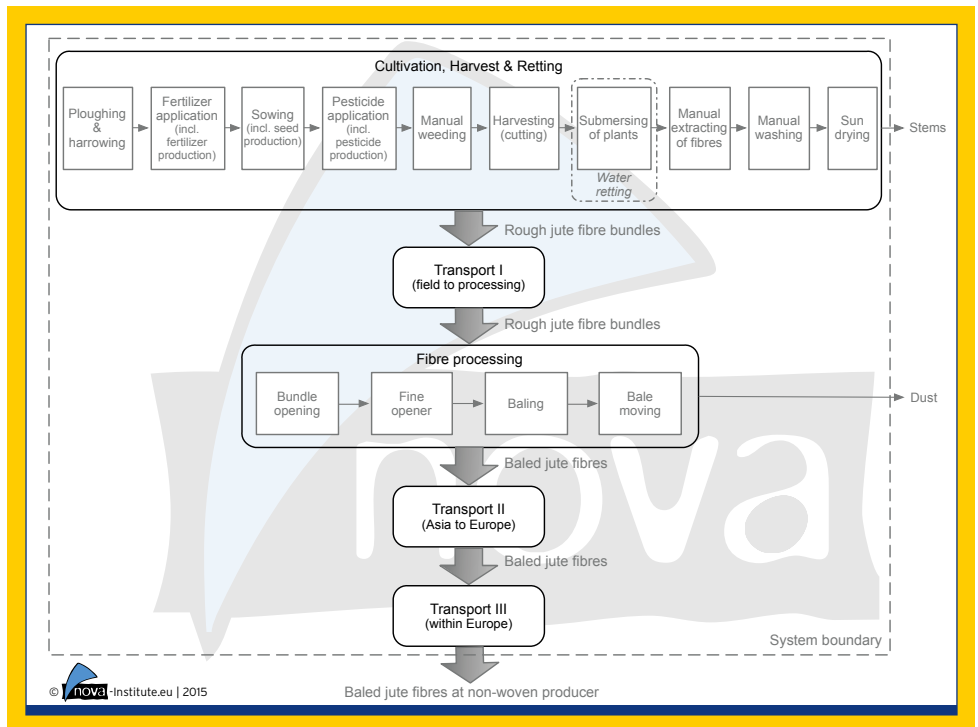 Cultivation, Harvest & Retting
Ploughing
&
harrowing
Fertilizer
application
(incl.
fertilizer
production)
Sowing
(incl. seed
production)
Pesticide
application
(incl.
pesticide
production)
Manual
weeding
Harvesting
(cutting)
Submersing
of plants
Water
retting
Manual
extracting
of fibres
Manual
washing
Sun
drying
Stems
Rough jute fibre bundles
Transport I
(field to processing)
Rough jute fibre bundles
Fibre processing
Bundle
opening
Fine
opener
Baling
Bale
moving
Dust
Baled jute fibres
nova
Transport II
(Asia to Europe)
Baled jute fibres
Transport III
(within Europe)
System boundary
© nova-Institute.eu | 2015
Baled jute fibres at non-woven producer